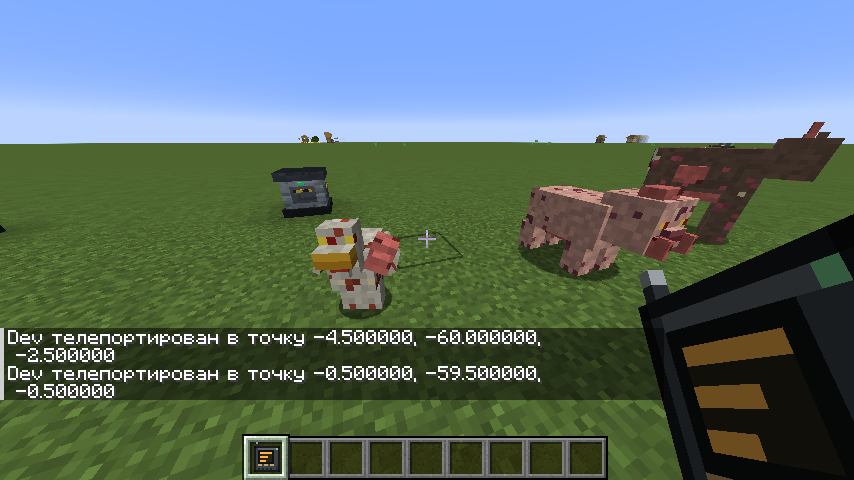 Dev телепортирован в точку -4.500000, -60.000000,
-2.500000
Dev телепортирован в точку -0.500000, -59.500000,
-0.500000